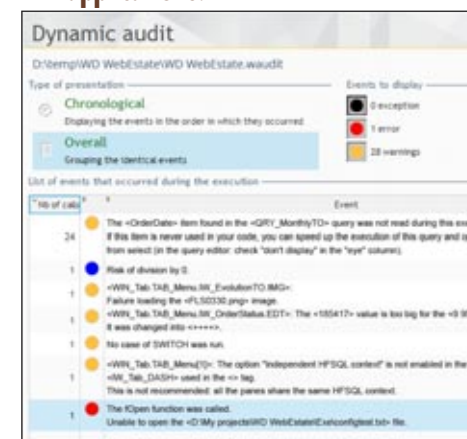 Dynamic audit
D:\temp\WD WebEstate\WD WebEstate.waudit
Type of presentation
Events to display
Chronological
Displaying the events in the order in which they occurred
0 exception
1 error
Overall
Grouping the identical events
28 warnings
List of events that occurred during the execution
Nb of calls
Event
The <OrderDate> item found in the <QRY_MonthlyTO> query was not read during this
24
If this item is never used in your code, you can speed up the execution of this query and
from select (in the query editor: check "don't display" in the "eye" column).
1
Risk of division by 0.
1
<WIN_Tab.TAB_Menu.IW_EvolutionTO.IMG>:
Failure loading the <FLS0330.png> image.
1
<WIN_Tab.TAB_Menu.IW_OrderStatus.EDT>: The <185417> value is too big for the
It was changed into <+++++>.
1
No case of SWITCH was run.
1
<WIN_Tab.TAB_Menu[1]>: The option "Independent HFSQL context" is not enabled in the
<IW_Tab_DASH> used in the <> tag.
This is not recommended: all the panes share the same HFSQL context.
1
The fOpen function was called.
Unable to open the <D:\My projects\WD WebEstate\Exe\configtest.txt> file.